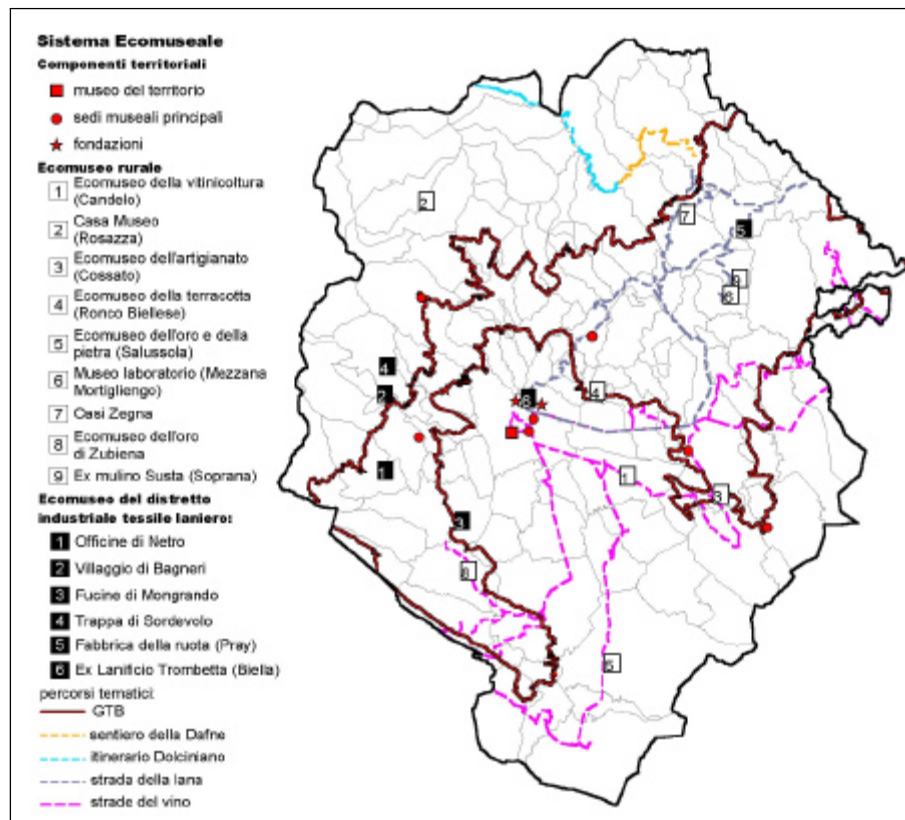 Sistema Ecomuseale
Componenti territoriali
museo del territorio
sedi museali principali
fondazioni
Ecomuseo rurale
1 Ecomuseo della vitinicoltura
(Candelo)
2 Casa Museo
(Rosazza)
3 Ecomuseo dell'artigianato
(Cossato)
4 Ecomuseo della terracotta
(Ronco Biellese)
5 Ecomuseo dell'oro e della
pietra (Salussola)
6 Museo laboratorio (Mezzana
Mortigliengo)
7 Casi Zegna
8 Ecomuseo dell'oro
di Zubiena
9 Ex mulino Susta (Soprana)
Ecomuseo del distretto
industriale tessile laniero:
1 Officine di Netro
2 Villaggio di Bagneri
3 Fucine di Mongrando
4 Trappa di Sordevolo
5 Fabbrica della ruota (Pray)
6 Ex Lanificio Trombetta (Biella)
percorsi tematici:
GTB
sentiero della Dafne
itinerario Dolciniano
strada della lana
strade del vino
2
7
5
9
6
4
2
4
6
1
1
3
3
8
5